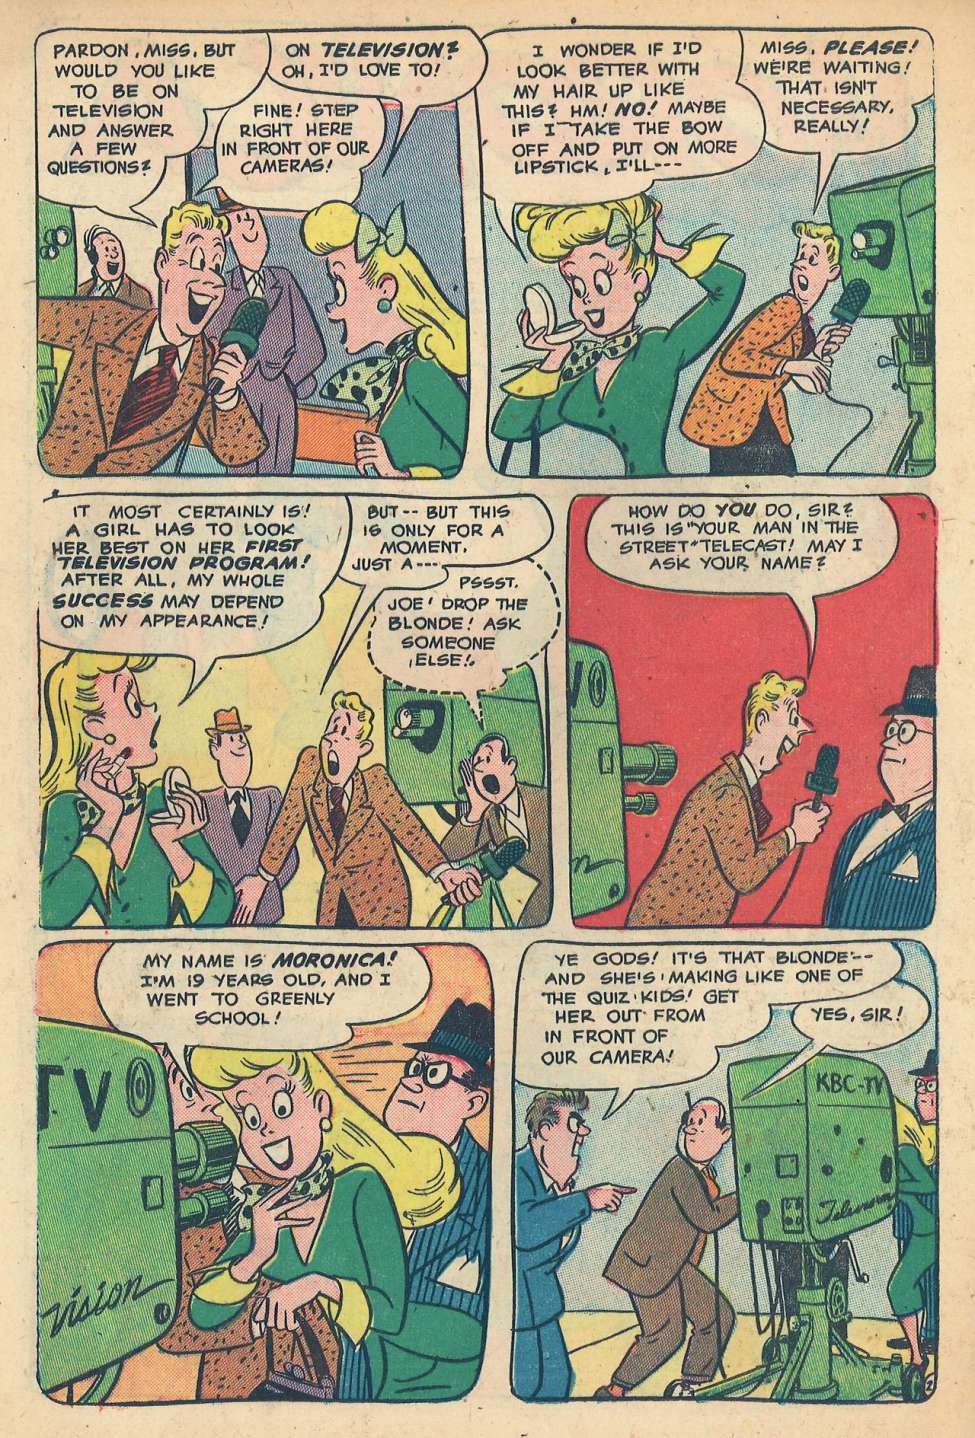 PARDON, MISS, BUT
WOULD YOU LIKE
TO BE ON
TELEVISION
AND ANSWER
A FEW
QUESTIONS?
ON TELEVISION?
OH, I'D LOVE TO!
FINE! STEP
RIGHT HERE
IN FRONT OF OUR
CAMERAS!
I WONDER IF I'D
LOOK BETTER WITH
MY HAIR UP LIKE
THIS? HM! NO! MAYBE
IF I TAKE THE BOW
OFF AND PUT ON MORE
LIPSTICK, I'LL---
MISS, PLEASE!
WE'RE WAITING!
THAT ISN'T
NECESSARY,
REALLY!
IT MOST CERTAINLY IS!
A GIRL HAS TO LOOK
HER BEST ON HER FIRST
TELEVISION PROGRAM!
AFTER ALL, MY WHOLE
SUCCESS MAY DEPEND
ON MY APPEARANCE!
BUT-- BUT THIS
IS ONLY FOR A
MOMENT.
JUST A---
PSSST.
JOE! DROP THE
BLONDE! ASK
SOMEONE
ELSE!
HOW DO YOU DO, SIR?
THIS IS "YOUR MAN IN THE
STREET" TELECAST! MAY I
ASK YOUR NAME?
V
on
MY NAME IS MORONICA!
I'M 19 YEARS OLD, AND I
WENT TO GREENLY
SCHOOL!
TV
vision
YE GODS! IT'S THAT BLONDE--
AND SHE'S MAKING LIKE ONE OF
THE QUIZ KIDS! GET
HER OUT FROM
IN FRONT OF
OUR CAMERA!
YES, SIR!
KBC-TV
Television
2